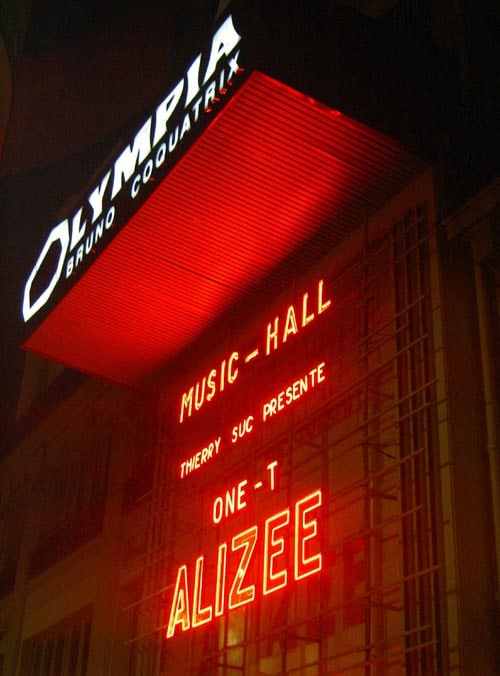 OLYMPIA
BRUNO COQUATRIX
MUSIC-HALL
THIERRY SUC PRESENTE
ONE-T
ALIZEE